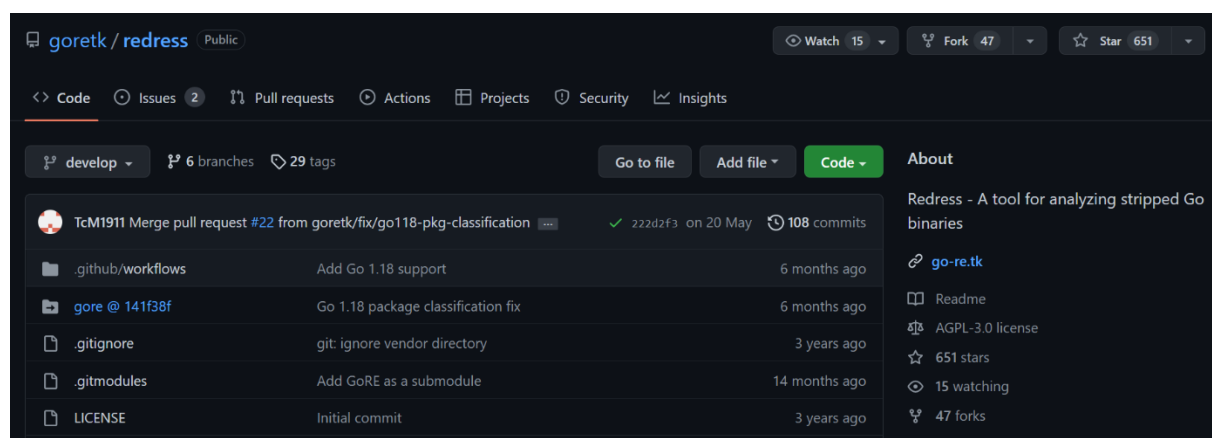 goretk / redress Public
Watch 15
Fork 47
Star 651
Code
Issues 2
Pull requests
Actions
Projects
Security
Insights
develop
6 branches
29 tags
Go to file
Add file
Code
TcM1911 Merge pull request #22 from goretk/fix/go118-pkg-classification ... 222d2f3 on 20 May 108 commits
.github/workflows Add Go 1.18 support 6 months ago
gore @ 141f38f Go 1.18 package classification fix 6 months ago
.gitignore git: ignore vendor directory 3 years ago
.gitmodules Add GoRE as a submodule 14 months ago
LICENSE Initial commit 3 years ago
About
Redress - A tool for analyzing stripped Go
binaries
go-re.tk
Readme
AGPL-3.0 license
651 stars
15 watching
47 forks